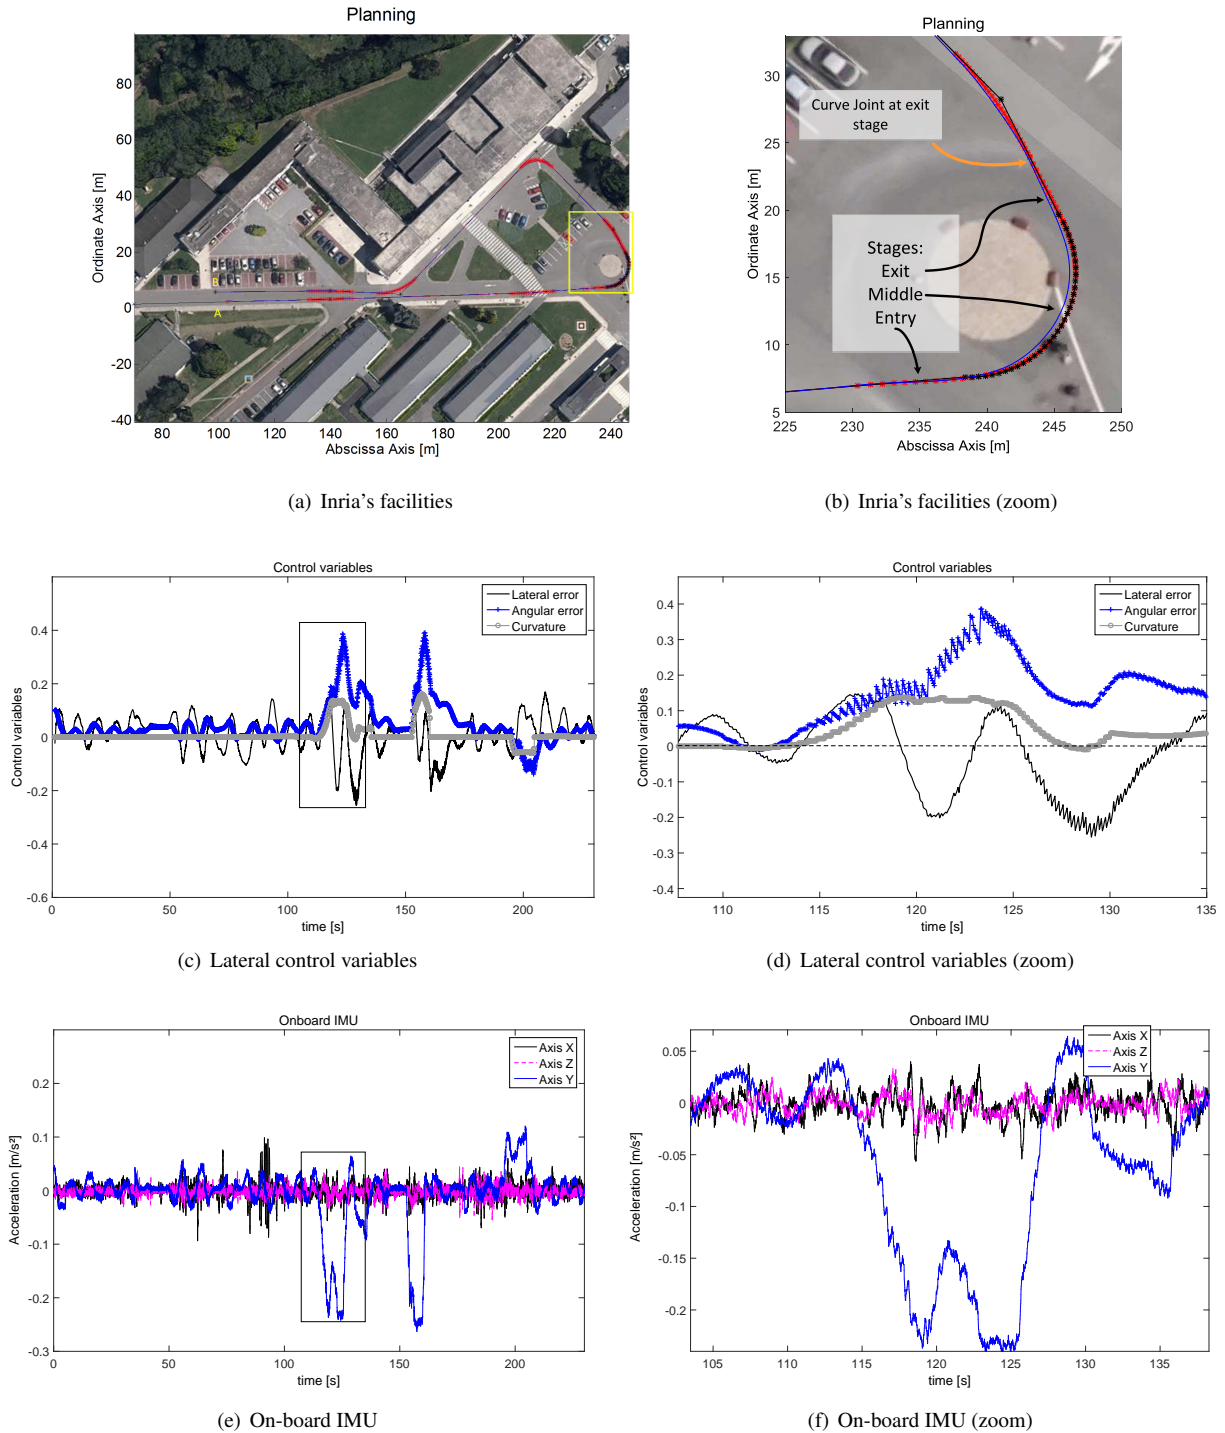 Planning
Ordinate Axis [m]
80
60
40
20
0
-20
-40
B
A
80
100
120
140
160
180
200
220
240
Abscissa Axis [m]
(a) Inria's facilities
Planning
Ordinate Axis [m]
30
25
20
15
10
5
Curve Joint at exit
stage
Stages:
Exit
Middle
Entry
225
230
235
240
245
250
Abscissa Axis [m]
(b) Inria's facilities (zoom)
Control variables
Control variables
0.4
0.2
0
-0.2
-0.4
-0.6
Lateral error
Angular error
Curvature
0
50
100
150
200
time [s]
(c) Lateral control variables
Control variables
Control variables
0.4
0.3
0.2
0.1
0
-0.1
-0.2
-0.3
-0.4
Lateral error
Angular error
Curvature
110
115
120
125
130
135
time [s]
(d) Lateral control variables (zoom)
Onboard IMU
Acceleration [m/s²]
0.2
0.1
0
-0.1
-0.2
-0.3
Axis X
Axis Z
Axis Y
0
50
100
150
200
time [s]
(e) On-board IMU
Onboard IMU
Acceleration [m/s²]
0.05
0
-0.05
-0.1
-0.15
-0.2
Axis X
Axis Z
Axis Y
105
110
115
120
125
130
135
time [s]
(f) On-board IMU (zoom)